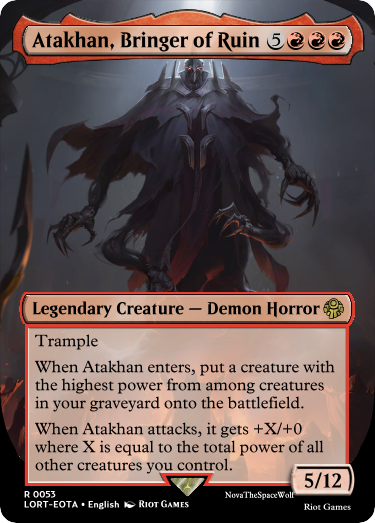 Atakhan, Bringer of Ruin 5
Legendary Creature — Demon Horror
Trample
When Atakhan enters, put a creature with
the highest power from among creatures
in your graveyard onto the battlefield.
When Atakhan attacks, it gets +X/+0
where X is equal to the total power of all
other creatures you control.
5/12
R 0053
LORT-EOTA • English Riot Games
NovaTheSpaceWolf
Riot Games